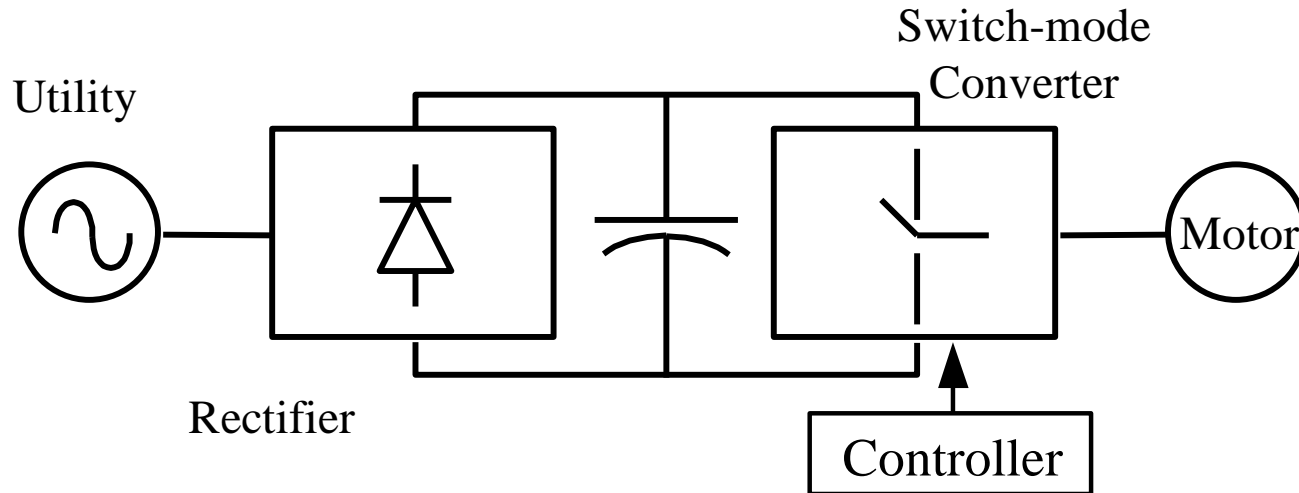 Switch-mode
Converter
Utility
Motor
Rectifier
Controller